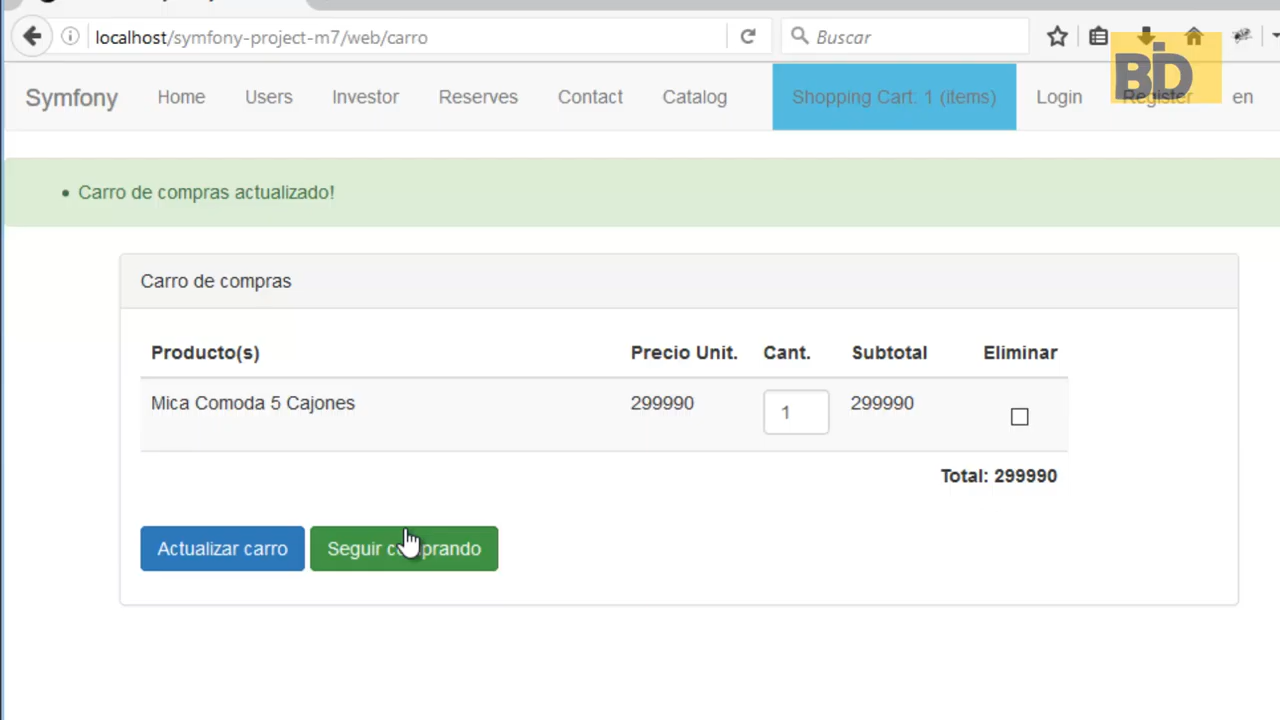 localhost/symfony-project-m7/web/carro
Buscar
BID
Symfony Home Users Investor Reserves Contact Catalog Shopping Cart: 1 (items) Login Register en
Carro de compras actualizado!
Carro de compras
Producto(s) Precio Unit. Cant. Subtotal Eliminar
Mica Comoda 5 Cajones 299990 1 299990
Total: 299990
Actualizar carro Seguir comprando